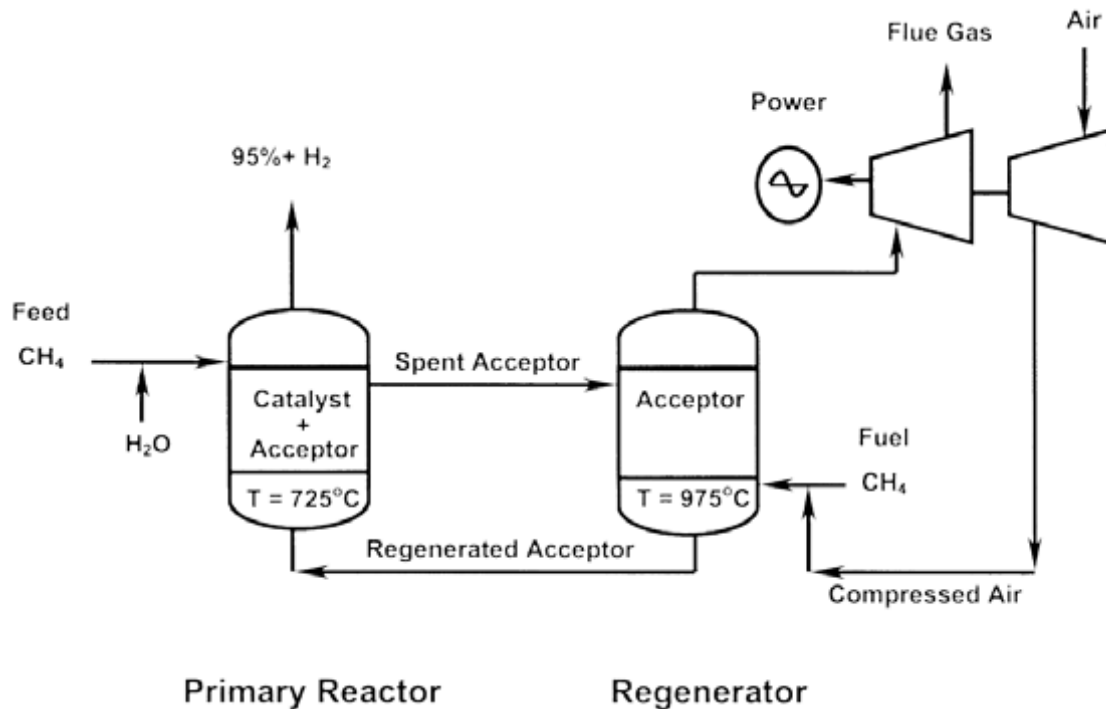 Flue Gas
Air
Power
95%+ H₂
Feed
CH₄
H₂O
Catalyst
+
Acceptor
T = 725°C
Spent Acceptor
Acceptor
T = 975°C
Fuel
CH₄
Regenerated Acceptor
Compressed Air
Primary Reactor
Regenerator